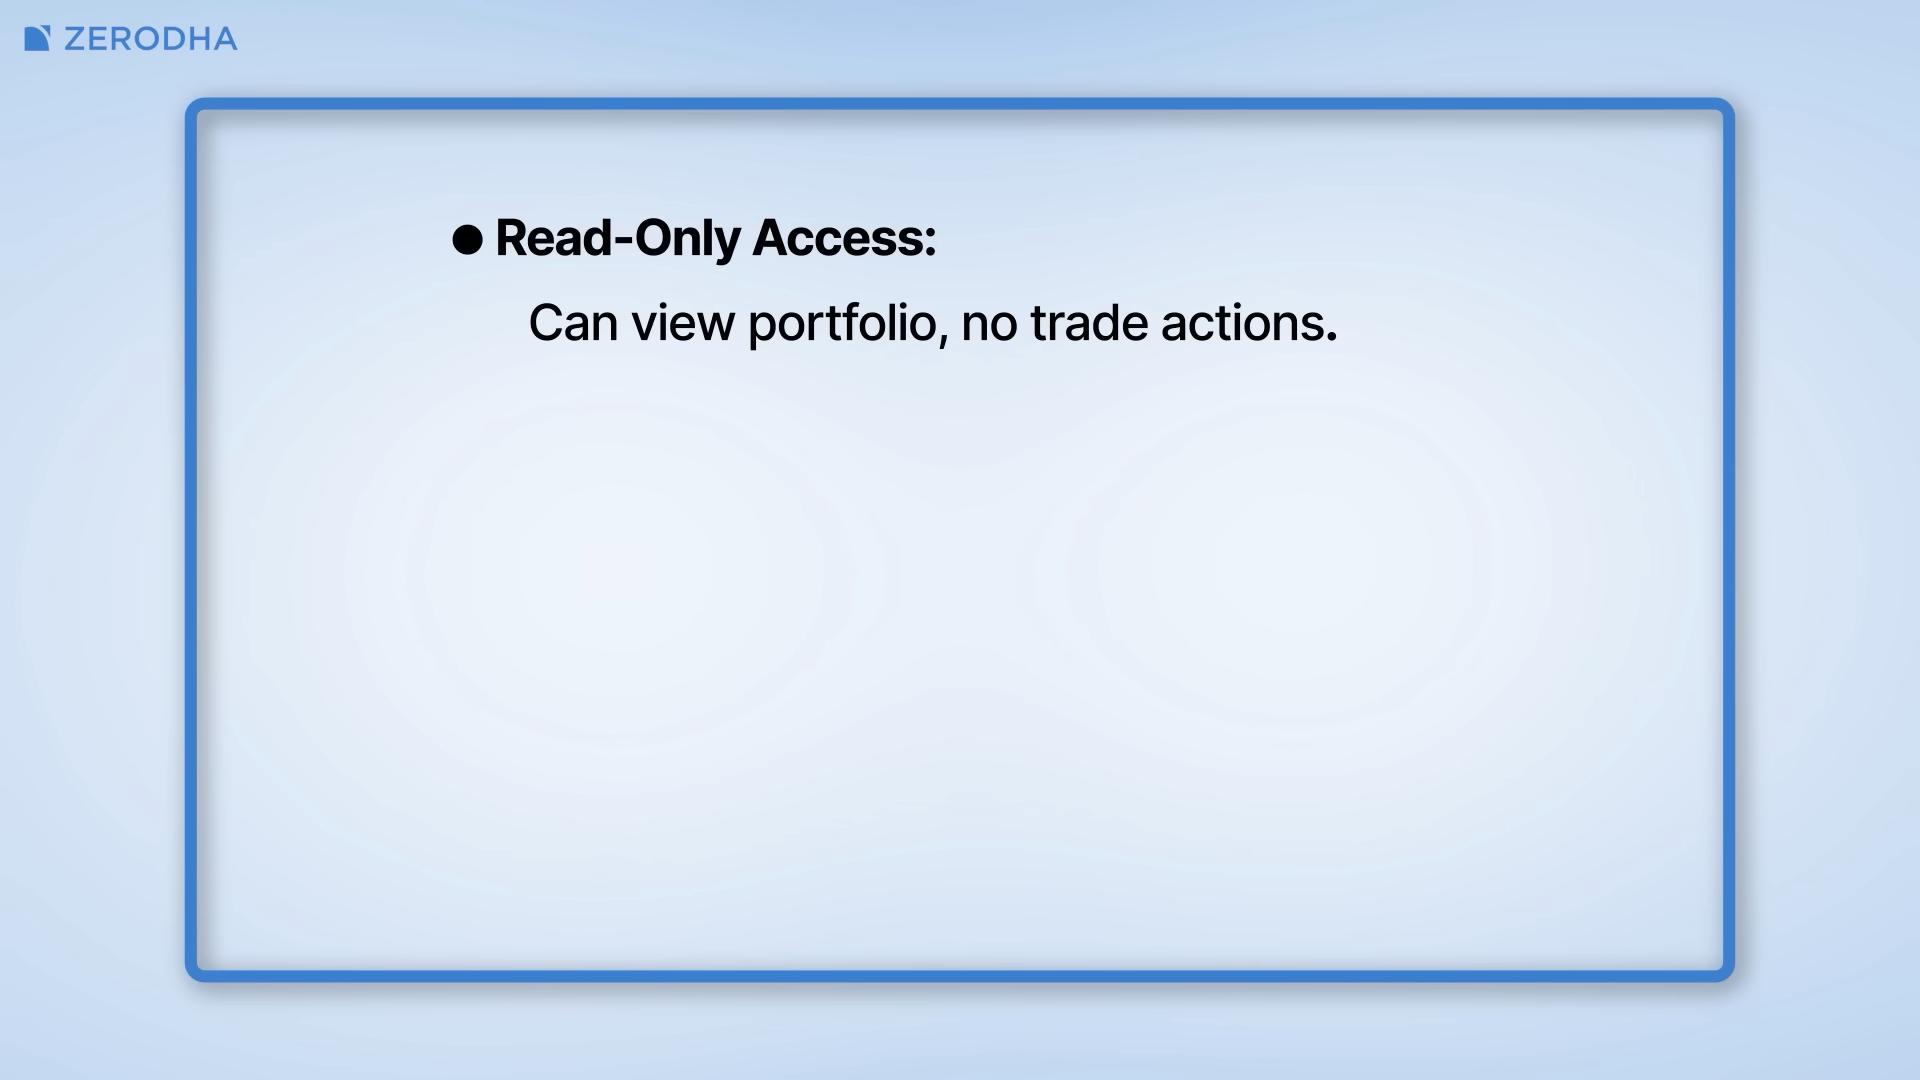 ZERODHA
● Read-Only Access:
Can view portfolio, no trade actions.